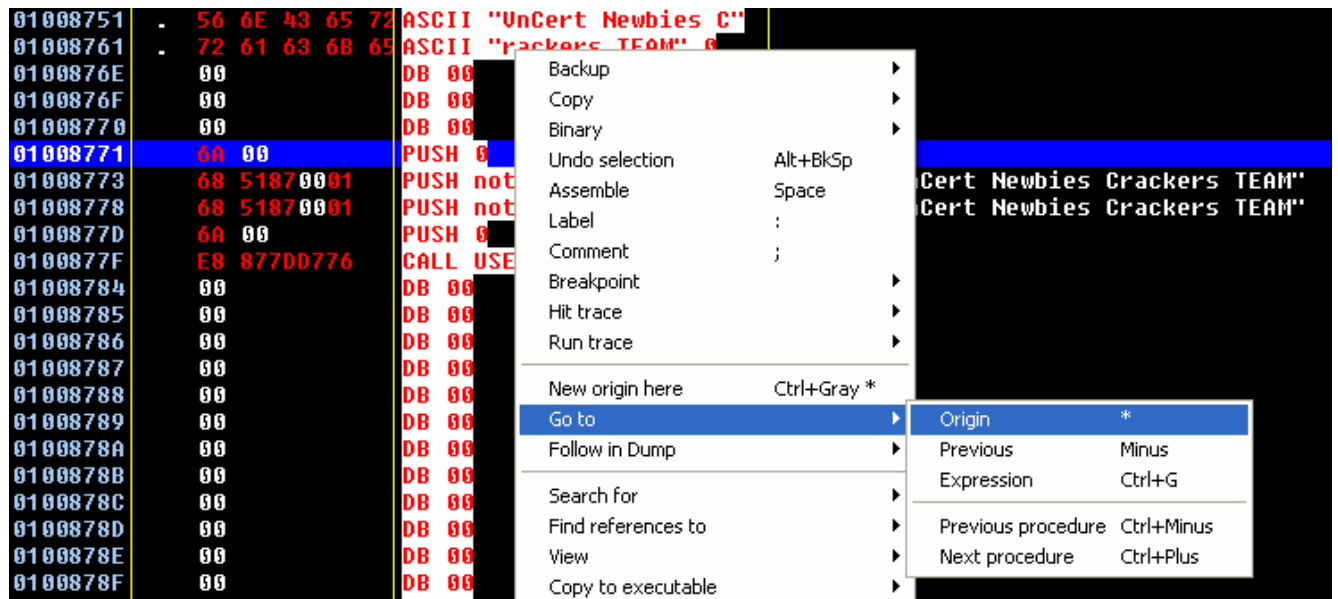 01008751 . 56 6E 43 65 72 ASCII "VnCert Newbies C"
01008761 . 72 61 63 6B 65 ASCII "rackers TEAM" 0
0100876E 00 DB 00
0100876F 00 DB 00
01008770 00 DB 00
01008771 6A 00 PUSH 0
01008773 68 51870001 PUSH not Cert Newbies Crackers TEAM"
01008778 68 51870001 PUSH not Cert Newbies Crackers TEAM"
0100877D 6A 00 PUSH 0
0100877F E8 877DD776 CALL USE
01008784 00 DB 00
01008785 00 DB 00
01008786 00 DB 00
01008787 00 DB 00
01008788 00 DB 00
01008789 00 DB 00
0100878A 00 DB 00
0100878B 00 DB 00
0100878C 00 DB 00
0100878D 00 DB 00
0100878E 00 DB 00
0100878F 00 DB 00
Backup
Copy
Binary
Undo selection Alt+BkSp
Assemble Space
Label :
Comment ;
Breakpoint
Hit trace
Run trace
New origin here Ctrl+Gray *
Go to
Follow in Dump
Search for
Find references to
View
Copy to executable
Origin *
Previous Minus
Expression Ctrl+G
Previous procedure Ctrl+Minus
Next procedure Ctrl+Plus